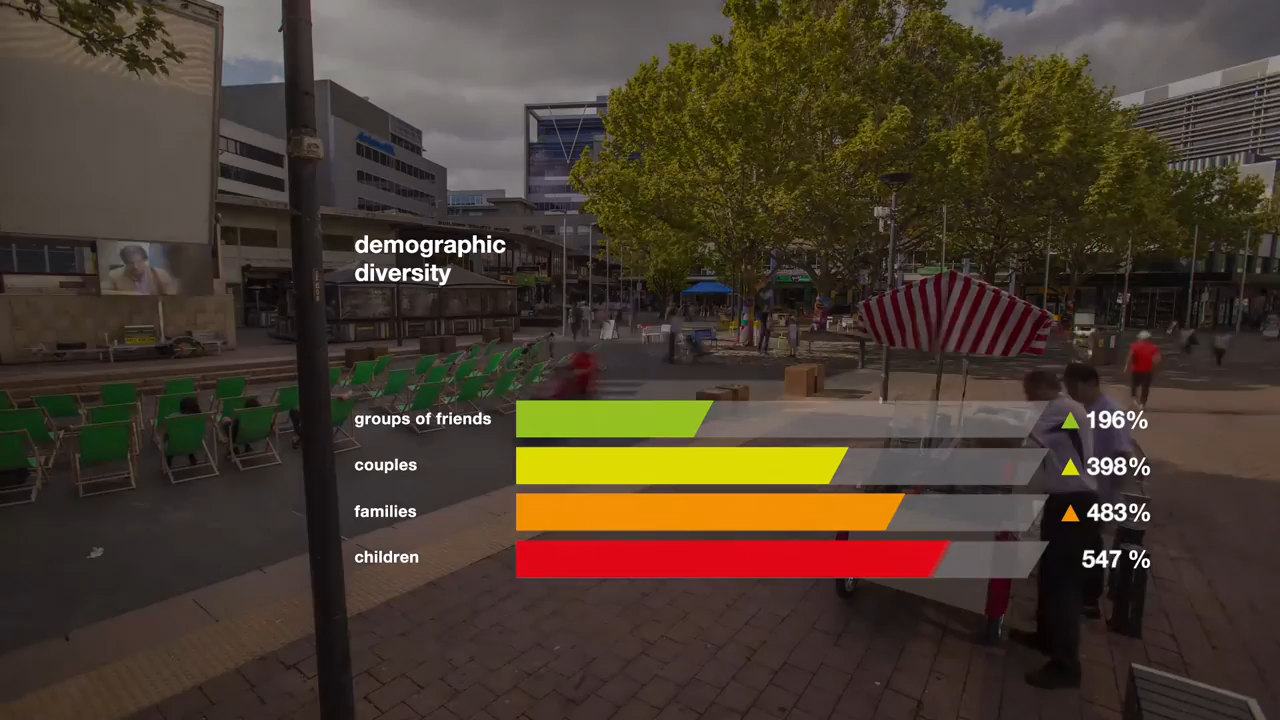 demographic
diversity
groups of friends
▲ 196%
couples
▲ 398%
families
▲ 483%
children
547 %